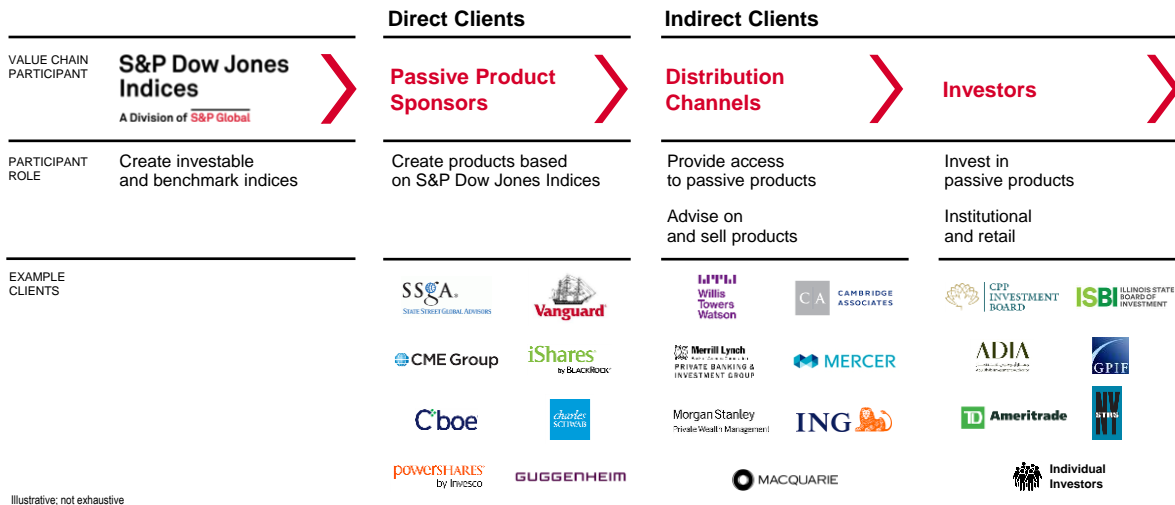 Direct Clients
Indirect Clients
VALUE CHAIN
PARTICIPANT
S&P Dow Jones
Indices
A Division of S&P Global
Passive Product
Sponsors
Distribution
Channels
Investors
PARTICIPANT
ROLE
Create investable
and benchmark indices
Create products based
on S&P Dow Jones Indices
Provide access
to passive products
Advise on
and sell products
Invest in
passive products
Institutional
and retail
EXAMPLE
CLIENTS
SSGA.
STATE STREET GLOBAL ADVISORS
Vanguard
Willis
Towers
Watson
CA
CAMBRIDGE
ASSOCIATES
CPP
INVESTMENT
BOARD
ISBI ILLINOIS STATE
BOARD OF
INVESTMENT
CME Group
iShares
by BLACKROCK
Merrill Lynch
PRIVATE BANKING &
INVESTMENT GROUP
MERCER
ADIA
GPIF
Cboe
charles
SCHWAB
Morgan Stanley
Private Wealth Management
ING
TD Ameritrade
NY
STRS
powerSHARES
by Invesco
GUGGENHEIM
MACQUARIE
Individual
Investors
Illustrative; not exhaustive